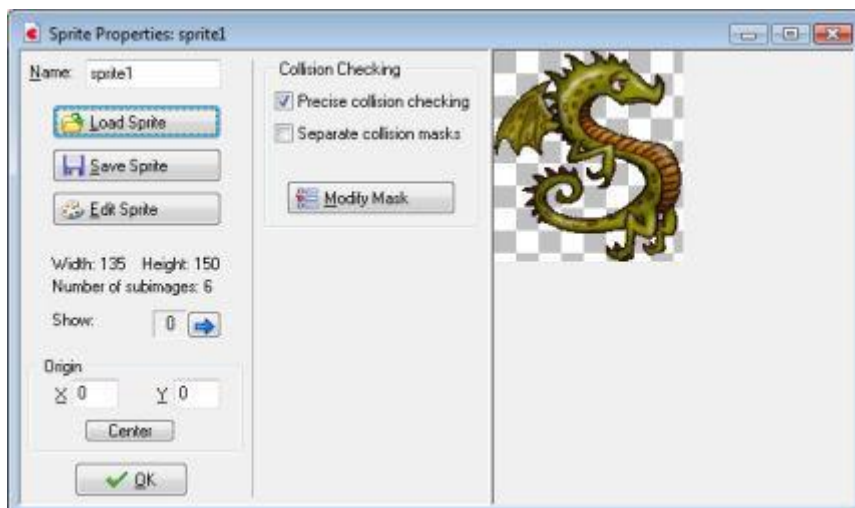 Sprite Properties: sprite1
Name: sprite1
Load Sprite
Save Sprite
Edit Sprite
Width: 135 Height: 150
Number of subimages: 6
Show: 0
Origin
X 0 Y 0
Center
OK
Collision Checking
Precise collision checking
Separate collision masks
Modify Mask